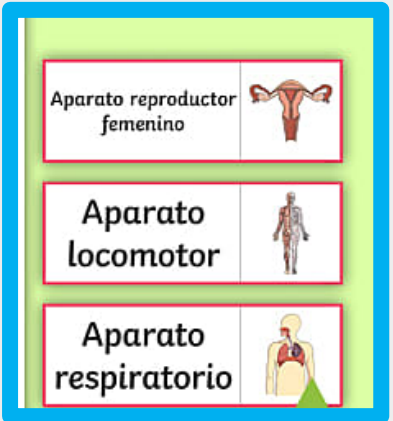 Aparato reproductor
femenino
Aparato
locomotor
Aparato
respiratorio